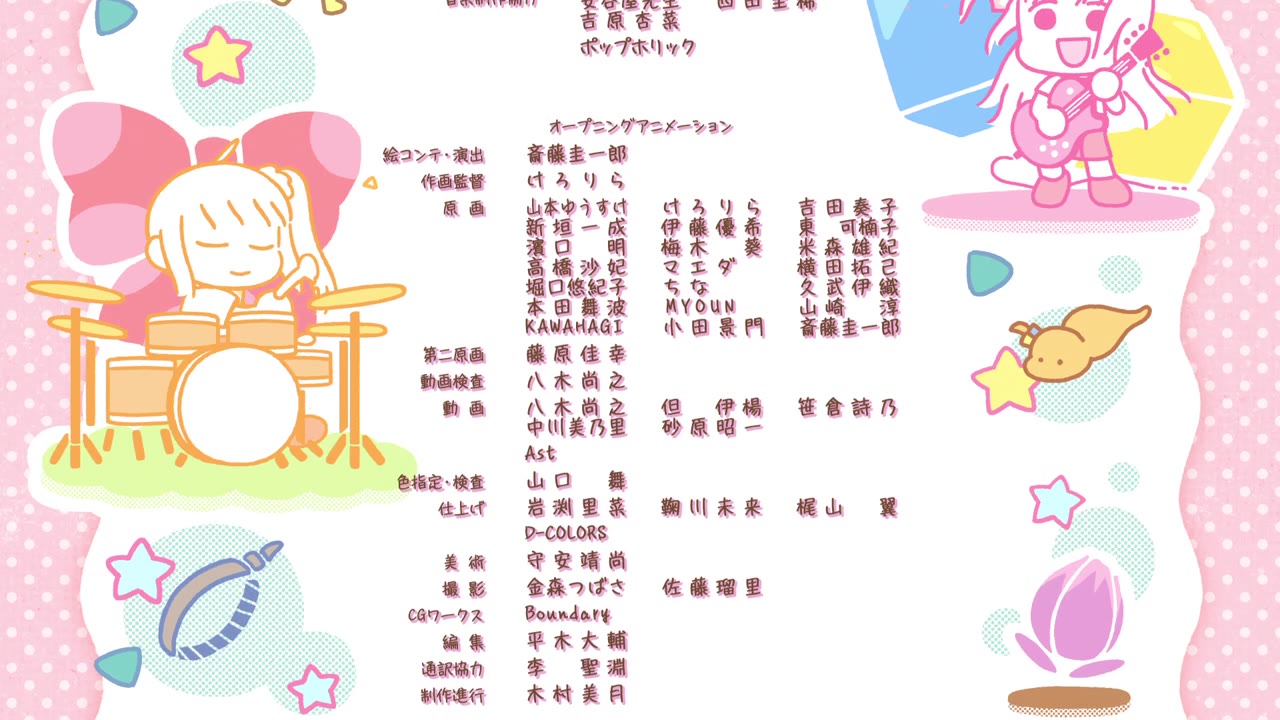 吉原杏菜
ポップホリック
オープニングアニメーション
絵コンテ・演出 斎藤圭一郎
作画監督 けろりら
原画 山本ゆうすけ けろりら 吉田奏子
新垣一成 伊藤優希 東 可楠子
濱口 明 梅木 葵 米森雄紀
高橋沙妃 マエダ 横田拓己
堀口悠紀子 ちな 久武伊織
本田舞波 MYOUN 山崎 淳
KAWAHAGI 小田景門 斎藤圭一郎
第二原画 藤原佳幸
動画検査 八木尚之
動画 八木尚之 但 伊楊 笹倉詩乃
中川美乃里 砂原昭一
Ast
色指定・検査 山口 舞
仕上げ 岩渕里菜 鞠川未来 梶山 翼
D-COLORS
美術 守安靖尚
撮影 金森つばさ 佐藤瑠里
CGワークス Boundary
編集 平木大輔
通訳協力 李 聖淵
制作進行 木村美月